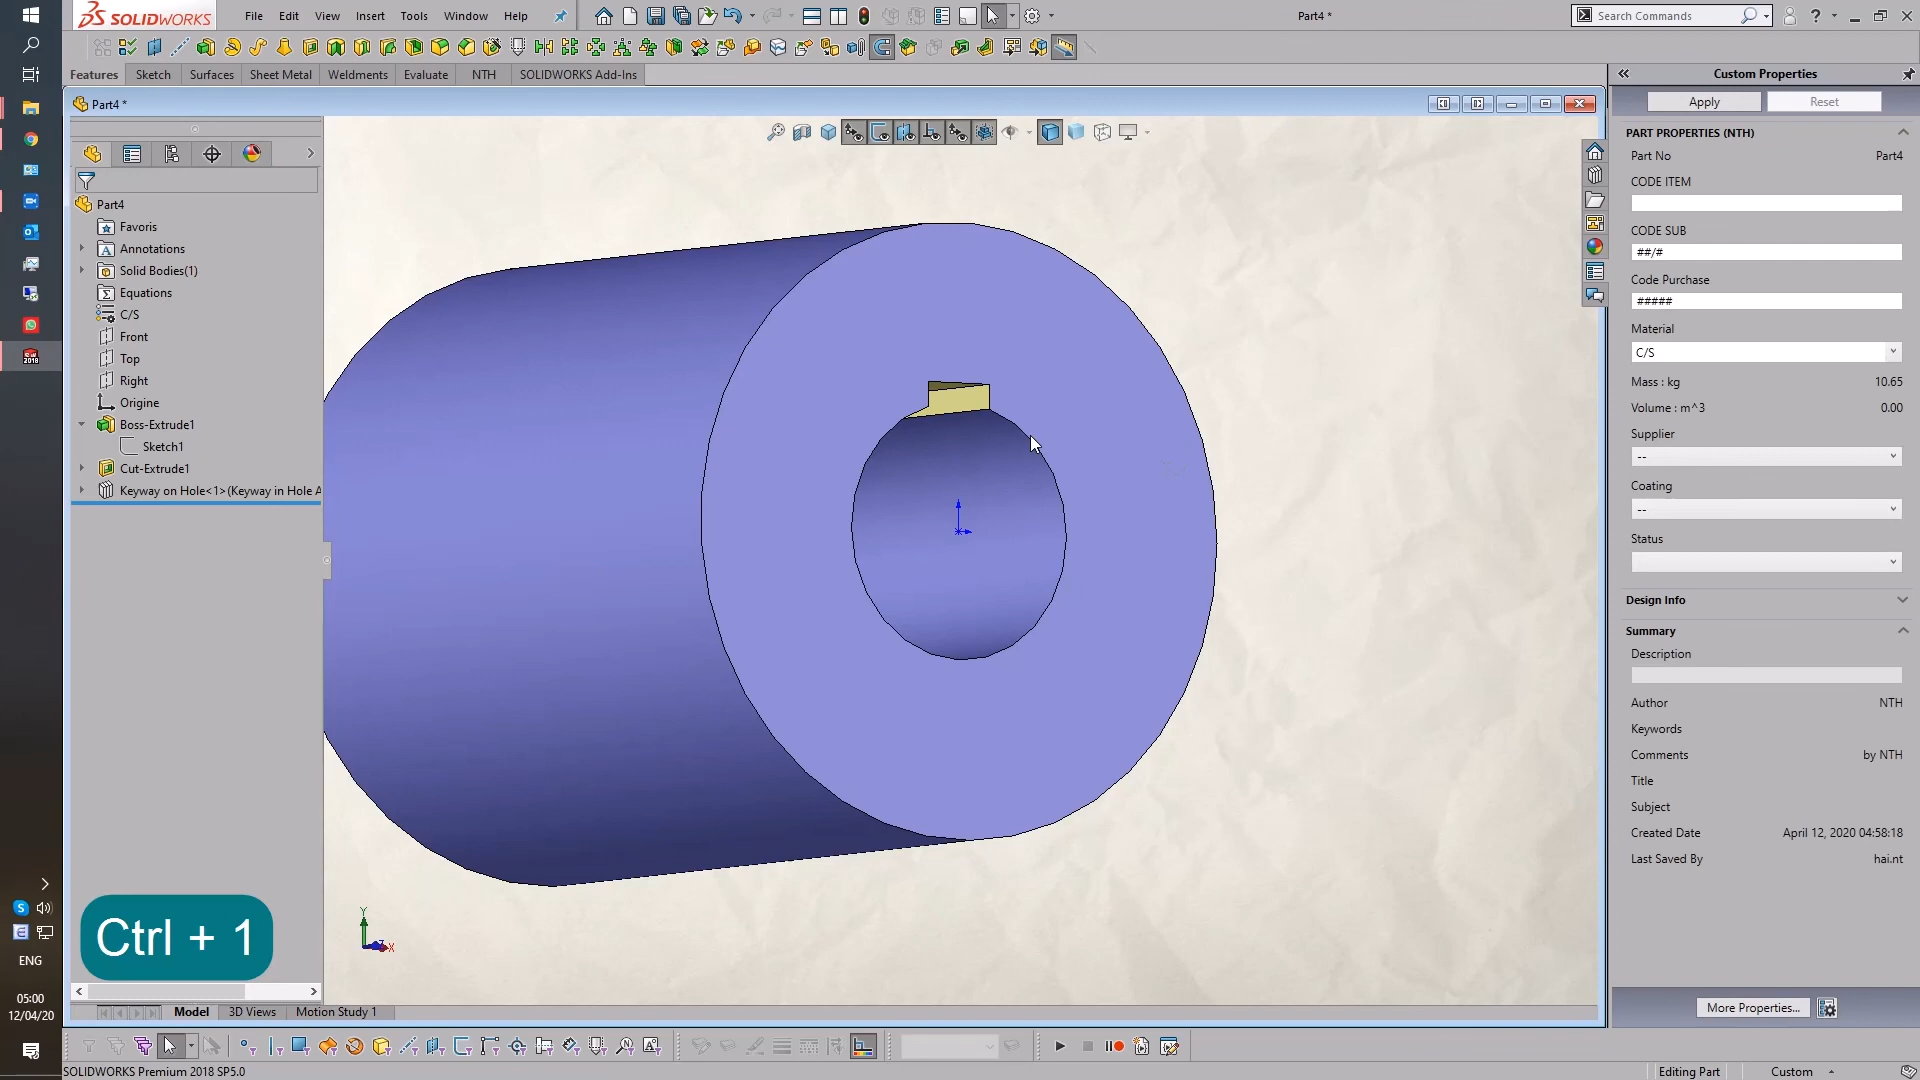 SOLIDWORKS
File Edit View Insert Tools Window Help
Part4 *
Search Commands
Features Sketch Surfaces Sheet Metal Weldments Evaluate NTH SOLIDWORKS Add-Ins
Part4 *
Part4
Favoris
Annotations
Solid Bodies(1)
Equations
C/S
Front
Top
Right
Origine
Boss-Extrude1
Sketch1
Cut-Extrude1
Keyway on Hole<1>(Keyway in Hole A
Ctrl + 1
Y
Z
X
Model 3D Views Motion Study 1
SOLIDWORKS Premium 2018 SP5.0
Editing Part
Custom
ENG
05:00
12/04/20
Custom Properties
Apply Reset
PART PROPERTIES (NTH)
Part No Part4
CODE ITEM
CODE SUB
##/#
Code Purchase
#####
Material
C/S
Mass : kg 10.65
Volume : m^3 0.00
Supplier
--
Coating
--
Status
Design Info
Summary
Description
Author NTH
Keywords
Comments by NTH
Title
Subject
Created Date April 12, 2020 04:58:18
Last Saved By hai.nt
More Properties...